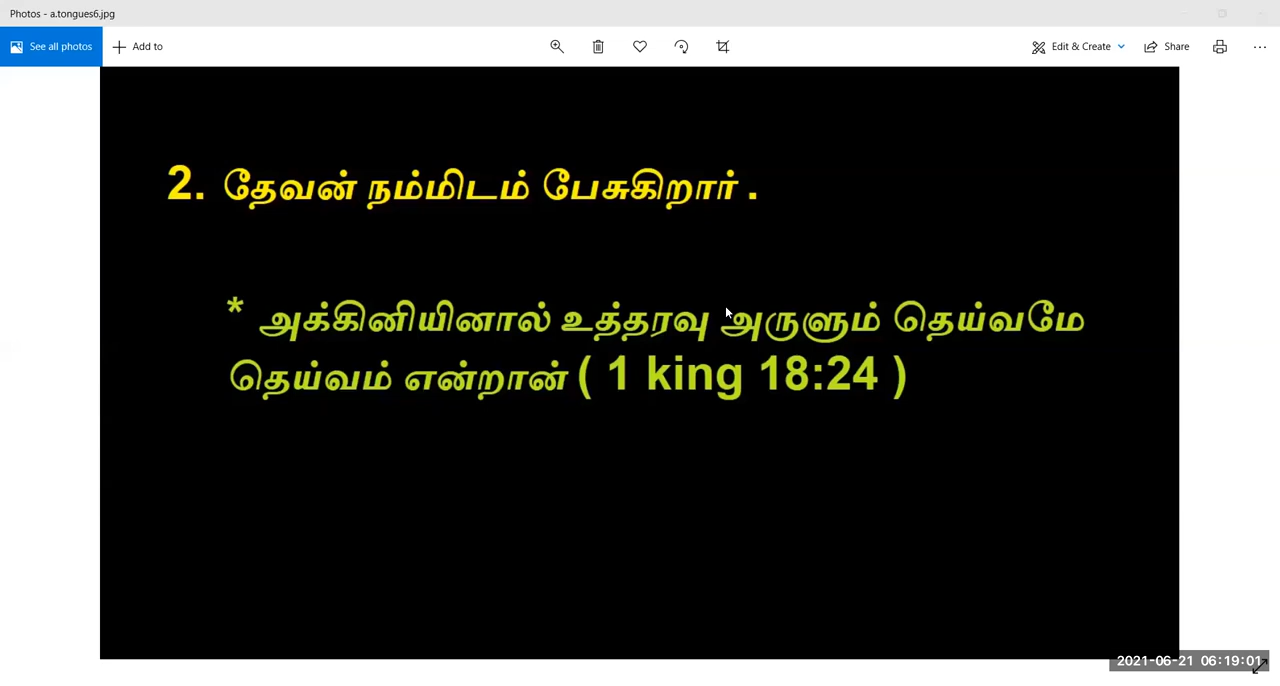 Photos - a.tongues6.jpg
See all photos
Add to
Edit & Create
Share
2. தேவன் நம்மிடம் பேசுகிறார் .
* அக்கினியினால் உத்தரவு அருளும் தெய்வமே
தெய்வம் என்றான் ( 1 king 18:24 )
2021-06-21 06:19:01